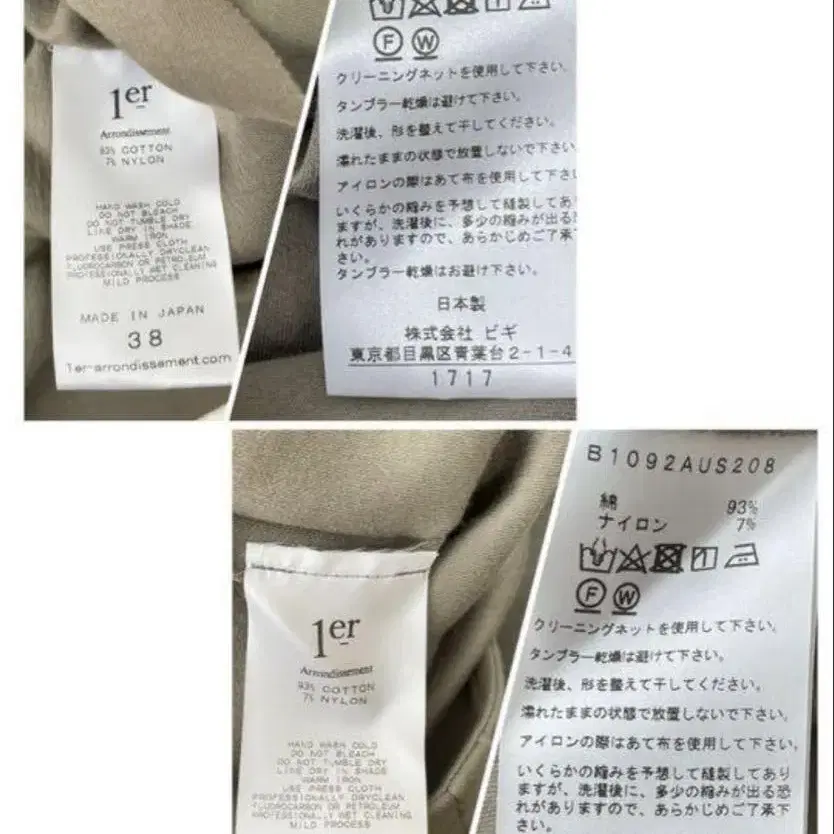 1er
Arrondissement
93% COTTON
7% NYLON
HAND WASH COLD
DO NOT BLEACH
DO NOT TUMBLE DRY
LINE DRY IN SHADE
WARM IRON
USE PRESS CLOTH
PROFESSIONALLY DRYCLEAN
FLUOROCARBON OR PETROLEUM
PROFESSIONALLY WET CLEANING
MILD PROCESS
MADE IN JAPAN
38
1er-arrondissement.com
F W
クリーニングネットを使用して下さい。
タンブラー乾燥は避けて下さい。
洗濯後、形を整えて干してください。
濡れたままの状態で放置しないで下さい
アイロンの際はあて布を使用して下さ
いくらかの縮みを予想して縫製してあ
ますが、洗濯後に、多少の縮みが出る
れがありますので、あらかじめご了承
さい。
タンブラー乾燥はお避け下さい。
日本製
株式会社 ビギ
東京都目黒区青葉台2-1-4
1717
1er
Arrondissement
93% COTTON
7% NYLON
HAND WASH COLD
DO NOT BLEACH
DO NOT TUMBLE DRY
LINE DRY IN SHADE
WARM IRON
USE PRESS CLOTH
PROFESSIONALLY DRYCLEAN
FLUOROCARBON OR PETROLEUM
PROFESSIONALLY WET CLEANING
MILD PROCESS
B1092AUS208
綿 93%
ナイロン 7%
F W
クリーニングネットを使用して下さい。
タンブラー乾燥は避けて下さい。
洗濯後、形を整えて干してください。
濡れたままの状態で放置しないで下さい。
アイロンの際はあて布を使用して下さい。
いくらかの縮みを予想して縫製してあり
ますが、洗濯後に、多少の縮みが出る恐
れがありますので、あらかじめご了承下
さい。